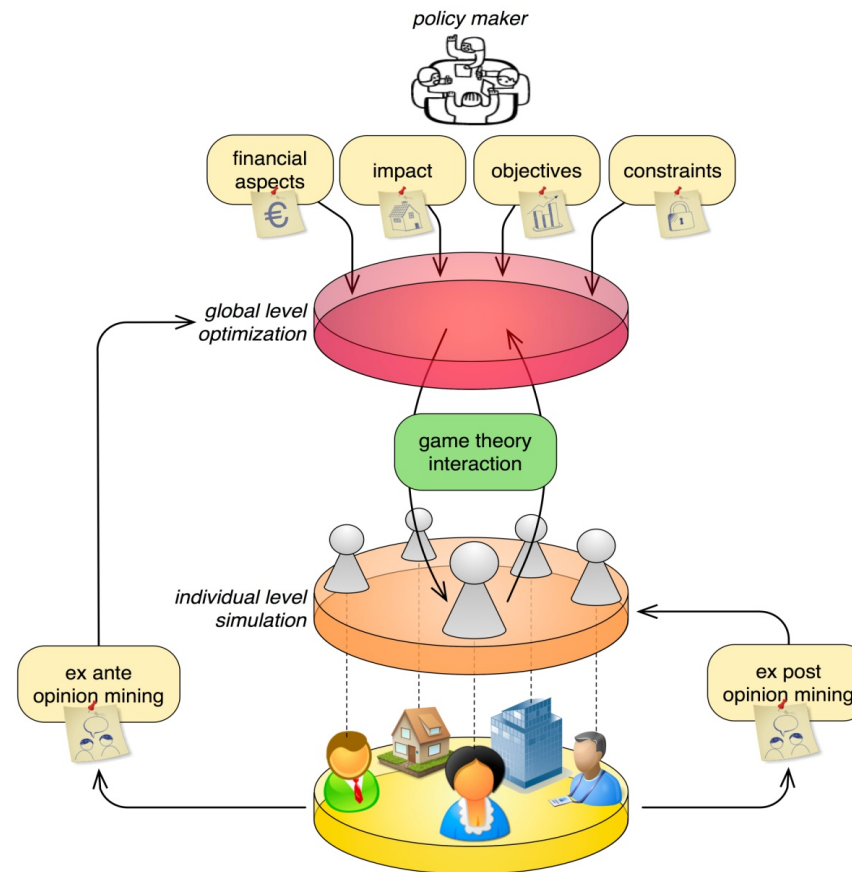 policy maker
financial
aspects
impact
objectives
constraints
€
global level
optimization
game theory
interaction
individual level
simulation
ex ante
opinion mining
ex post
opinion mining